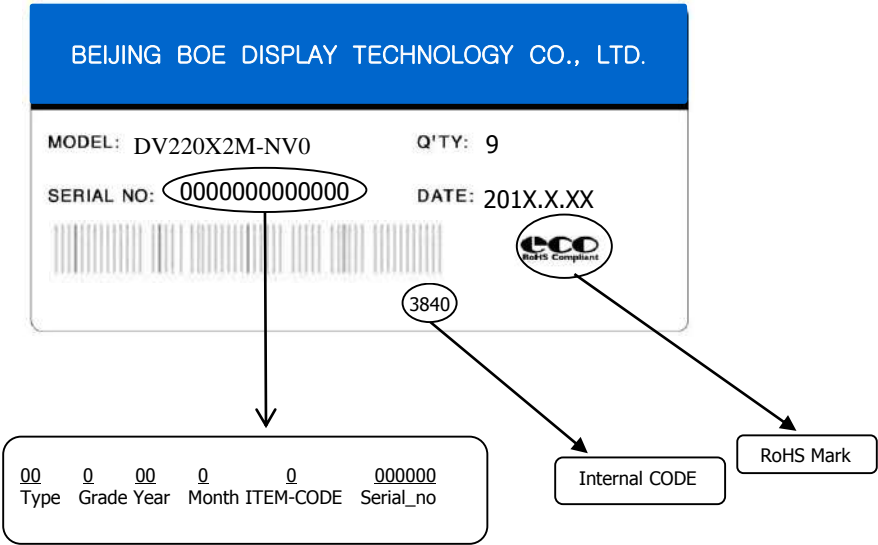 BEIJING BOE DISPLAY TECHNOLOGY CO., LTD.
MODEL: DV220X2M-NV0 Q'TY: 9
SERIAL NO: 0000000000000 DATE: 201X.X.XX
eco
RoHS Compliant
3840
00 0 00 0 0 000000
Type Grade Year Month ITEM-CODE Serial_no
Internal CODE
RoHS Mark